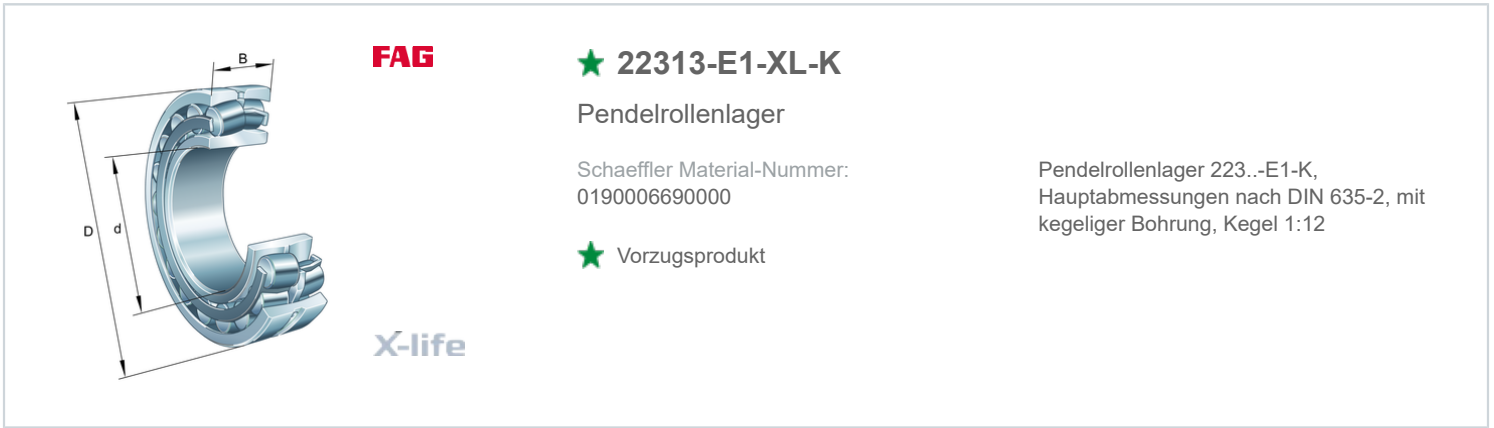 B
FAG
D
d
X-life
22313-E1-XL-K
Pendelrollenlager
Schaeffler Material-Nummer:
0190006690000
Vorzugsprodukt
Pendelrollenlager 223..-E1-K,
Hauptabmessungen nach DIN 635-2, mit
kegeliger Bohrung, Kegel 1:12